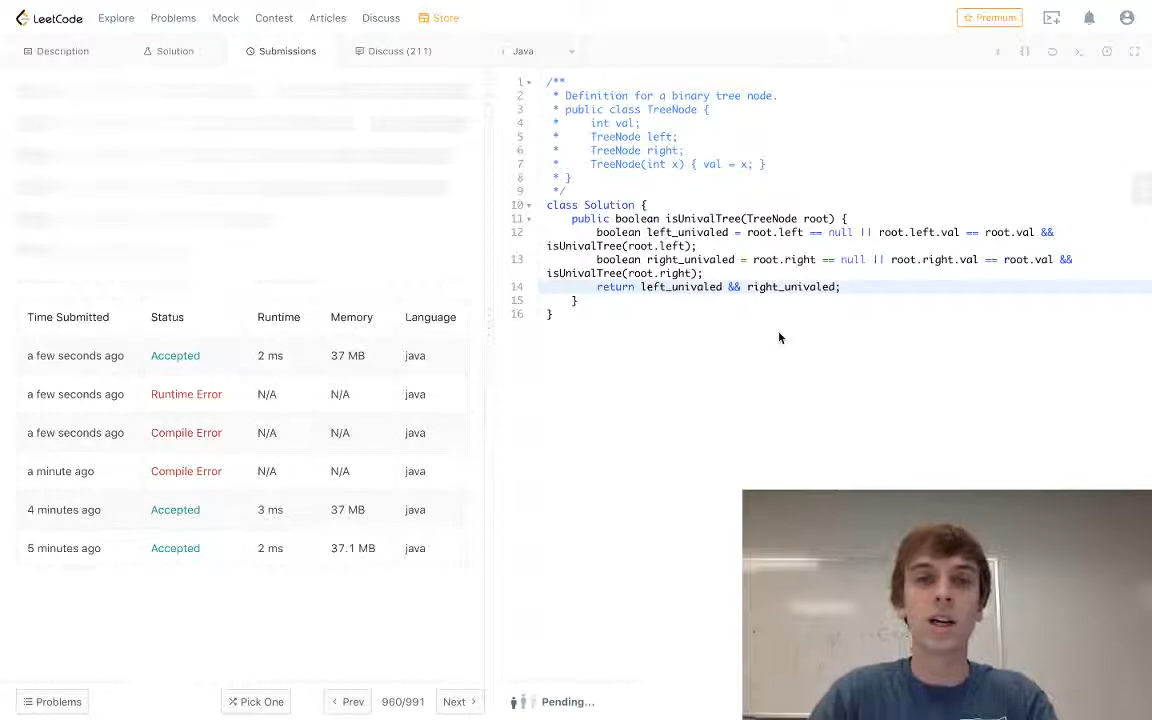 LeetCode Explore Problems Mock Contest Articles Discuss Store Premium
Description Solution Submissions Discuss (211) Java
1 /**
2 * Definition for a binary tree node.
3 * public class TreeNode {
4 * int val;
5 * TreeNode left;
6 * TreeNode right;
7 * TreeNode(int x) { val = x; }
8 * }
9 */
10 class Solution {
11 public boolean isUnivalTree(TreeNode root) {
12 boolean left_univaled = root.left == null || root.left.val == root.val &&
isUnivalTree(root.left);
13 boolean right_univaled = root.right == null || root.right.val == root.val &&
isUnivalTree(root.right);
14 return left_univaled && right_univaled;
15 }
16 }
Time Submitted Status Runtime Memory Language
a few seconds ago Accepted 2 ms 37 MB java
a few seconds ago Runtime Error N/A N/A java
a few seconds ago Compile Error N/A N/A java
a minute ago Compile Error N/A N/A java
4 minutes ago Accepted 3 ms 37 MB java
5 minutes ago Accepted 2 ms 37.1 MB java
Problems Pick One Prev 960/991 Next Pending...